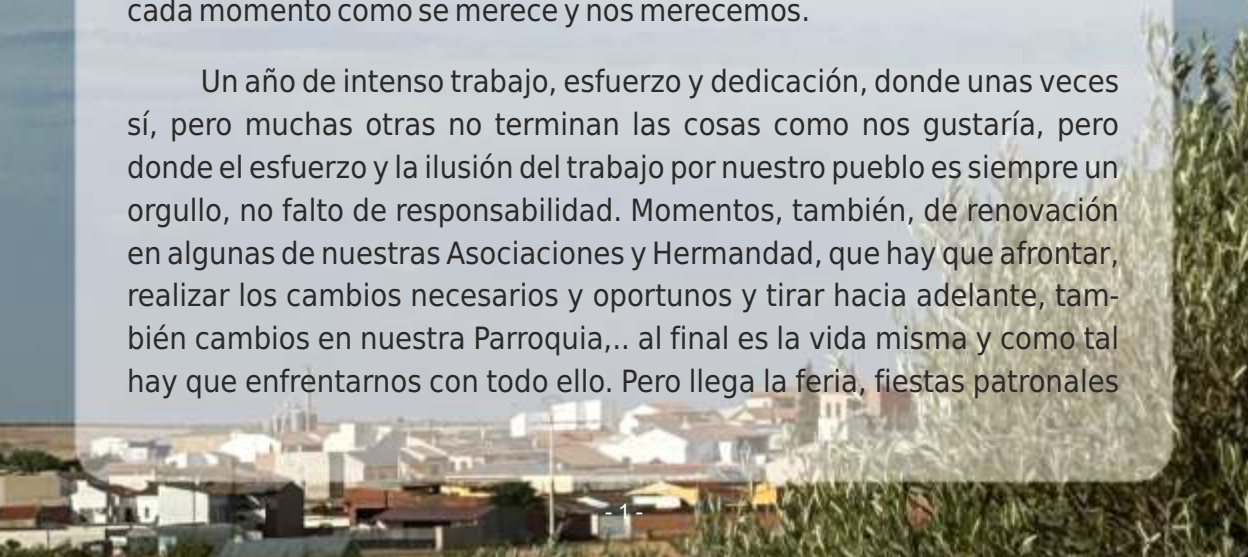 cada momento como se merece y nos merecemos.
Un año de intenso trabajo, esfuerzo y dedicación, donde unas veces
sí, pero muchas otras no terminan las cosas como nos gustaría, pero
donde el esfuerzo y la ilusión del trabajo por nuestro pueblo es siempre un
orgullo, no falto de responsabilidad. Momentos, también, de renovación
en algunas de nuestras Asociaciones y Hermandad, que hay que afrontar,
realizar los cambios necesarios y oportunos y tirar hacia adelante, tam-
bién cambios en nuestra Parroquia,.. al final es la vida misma y como tal
hay que enfrentarnos con todo ello. Pero llega la feria, fiestas patronales
- 1 -